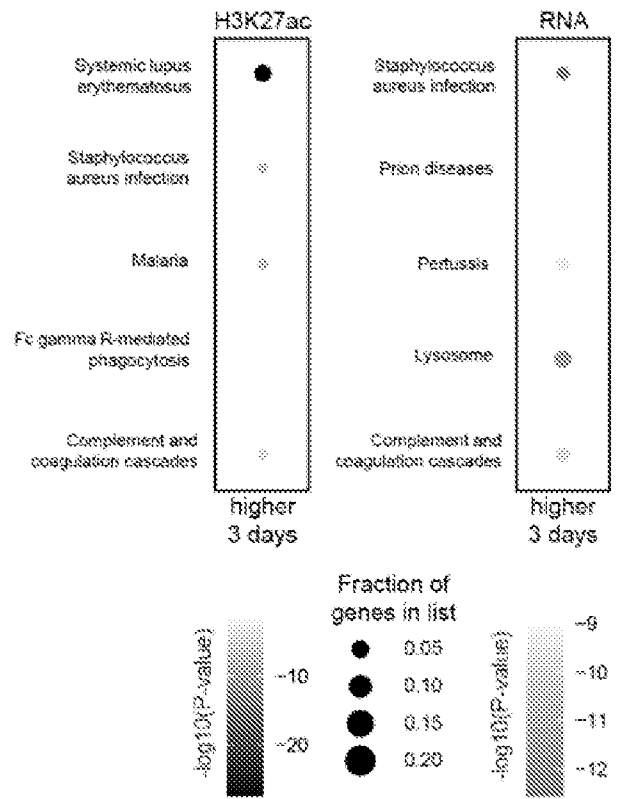 H3K27ac
Systemic lupus
erythematosus
Staphylococcus
aureus infection
Malaria
Fc gamma R-mediated
phagocytosis
Complement and
coagulation cascades
higher
3 days
RNA
Staphylococcus
aureus infection
Prion diseases
Pertussis
Lysosome
Complement and
coagulation cascades
higher
3 days
-log10(P-value)
−10
−20
Fraction of
genes in list
0.05
0.10
0.15
0.20
-log10(P-value)
−9
−10
−11
−12